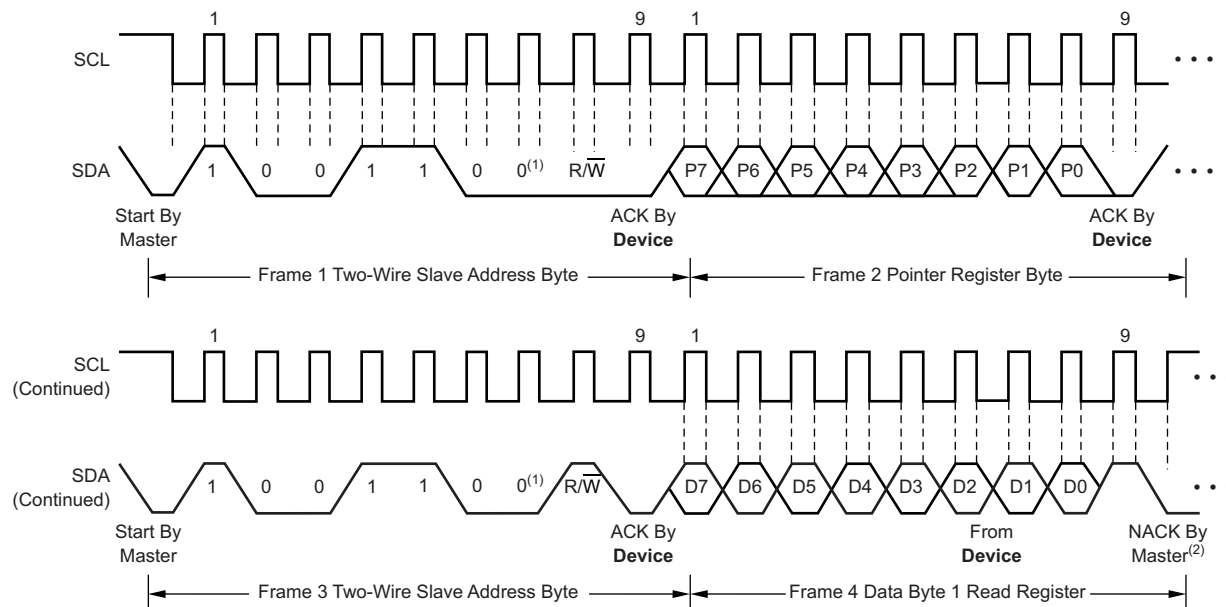 1 9 1 9
SCL
SDA 1 0 0 1 1 0 0(1) R/W̅ P7 P6 P5 P4 P3 P2 P1 P0
Start By
Master
ACK By
Device
ACK By
Device
Frame 1 Two-Wire Slave Address Byte
Frame 2 Pointer Register Byte
1 9 1 9
SCL
(Continued)
SDA
(Continued)
1 0 0 1 1 0 0(1) R/W̅ D7 D6 D5 D4 D3 D2 D1 D0
Start By
Master
ACK By
Device
From
Device
NACK By
Master(2)
Frame 3 Two-Wire Slave Address Byte
Frame 4 Data Byte 1 Read Register